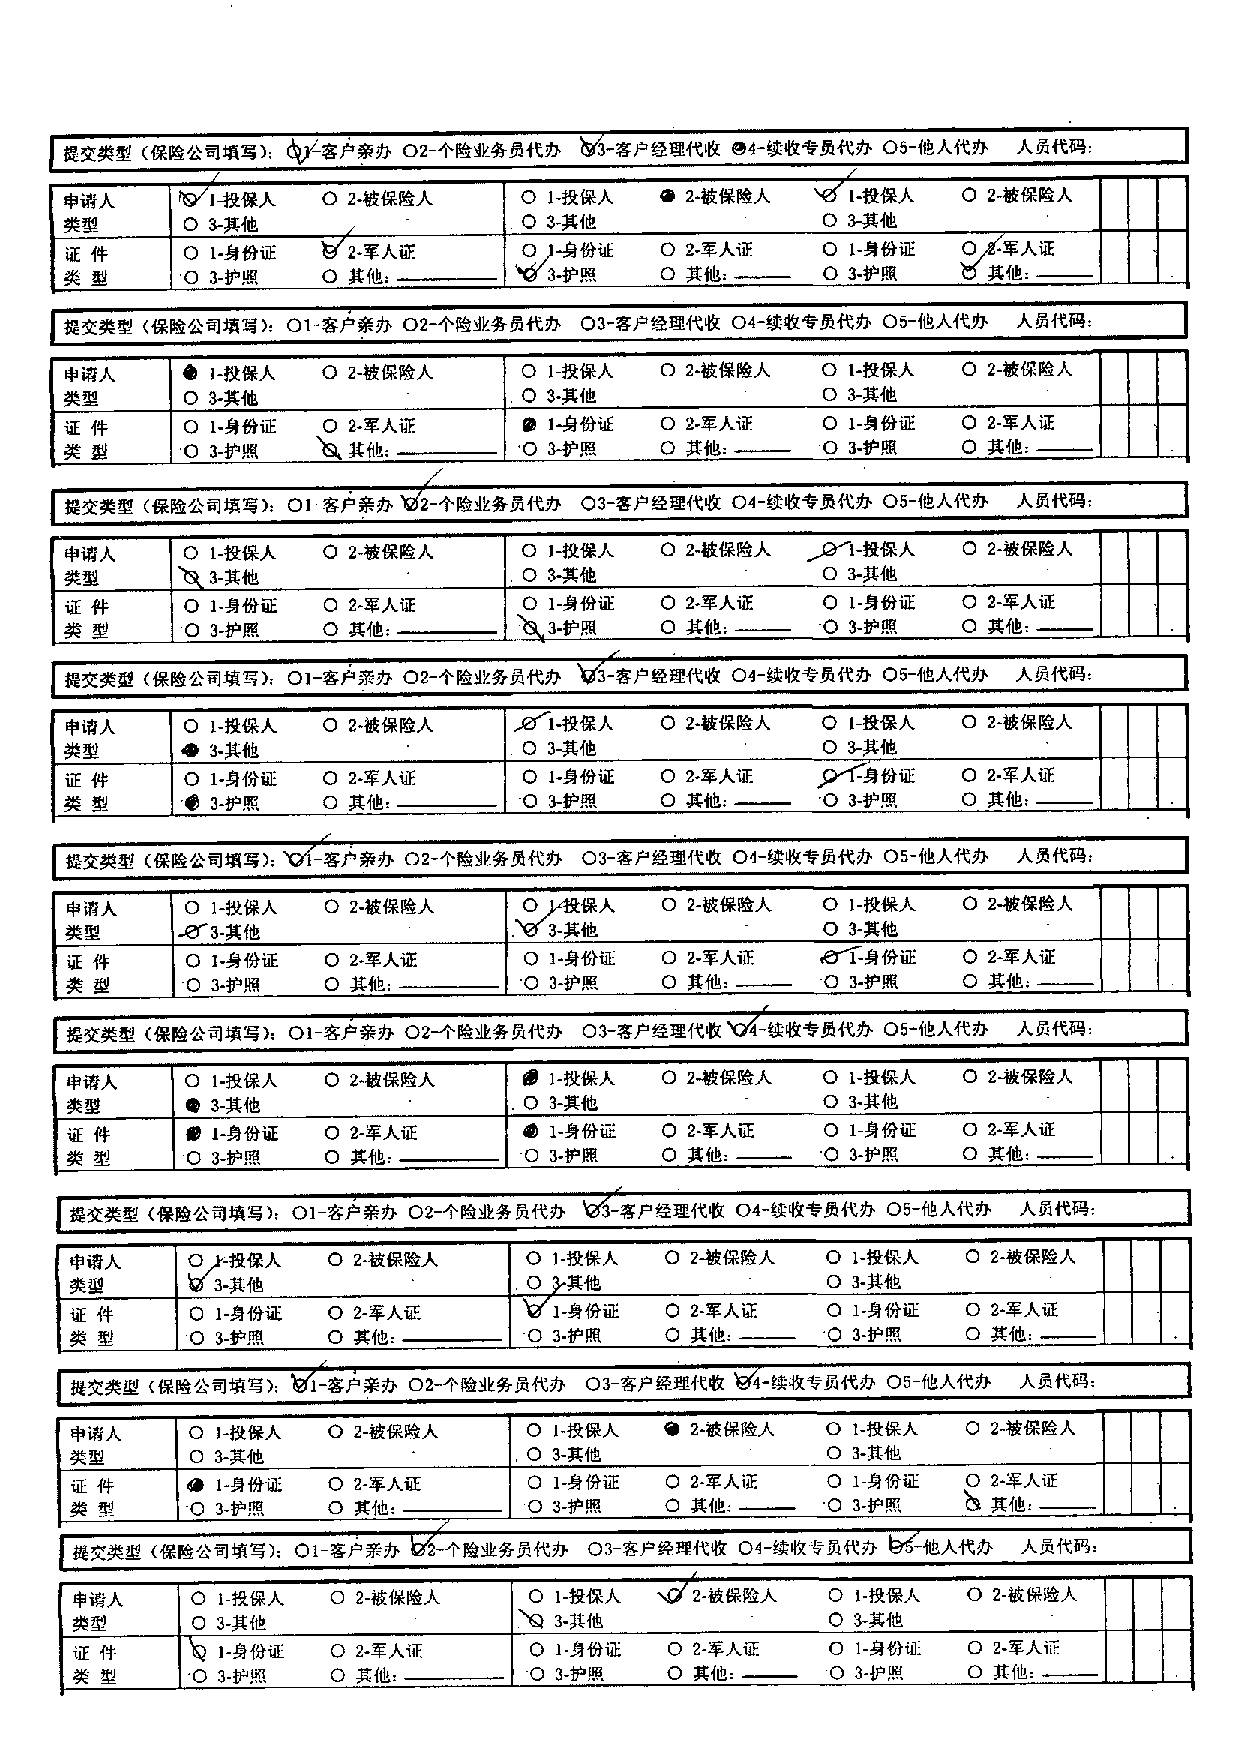 提交类型(保险公司填写): 1-客户亲办 O2-个险业务员代办 3-客户经理代收 4-续收专员代办 O5-他人代办 人员代码:
申请人 1-投保人 O 2-被保险人 O 1-投保人 2-被保险人 1-投保人 O 2-被保险人
类型 O 3-其他 O 3-其他 O 3-其他
证 件 O 1-身份证 2-军人证 O 1-身份证 O 2-军人证 O 1-身份证 O 2-军人证
类 型 O 3-护照 O 其他: 3-护照 O 其他: O 3-护照 其他:
提交类型(保险公司填写): O1-客户亲办 O2-个险业务员代办 O3-客户经理代收 O4-续收专员代办 O5-他人代办 人员代码:
申请人 1-投保人 O 2-被保险人 O 1-投保人 O 2-被保险人 O 1-投保人 O 2-被保险人
类型 O 3-其他 O 3-其他 O 3-其他
证 件 O 1-身份证 O 2-军人证 1-身份证 O 2-军人证 O 1-身份证 O 2-军人证
类 型 O 3-护照 其他: O 3-护照 O 其他: O 3-护照 O 其他:
提交类型(保险公司填写): O1-客户亲办 2-个险业务员代办 O3-客户经理代收 O4-续收专员代办 O5-他人代办 人员代码:
申请人 O 1-投保人 O 2-被保险人 O 1-投保人 O 2-被保险人 1-投保人 O 2-被保险人
类型 3-其他 O 3-其他 O 3-其他
证 件 O 1-身份证 O 2-军人证 O 1-身份证 O 2-军人证 O 1-身份证 O 2-军人证
类 型 O 3-护照 O 其他: 3-护照 O 其他: O 3-护照 O 其他:
提交类型(保险公司填写): O1-客户亲办 O2-个险业务员代办 3-客户经理代收 O4-续收专员代办 O5-他人代办 人员代码:
申请人 O 1-投保人 O 2-被保险人 1-投保人 O 2-被保险人 O 1-投保人 O 2-被保险人
类型 3-其他 O 3-其他 O 3-其他
证 件 O 1-身份证 O 2-军人证 O 1-身份证 O 2-军人证 1-身份证 O 2-军人证
类 型 3-护照 O 其他: O 3-护照 O 其他: O 3-护照 O 其他:
提交类型(保险公司填写): 1-客户亲办 O2-个险业务员代办 O3-客户经理代收 O4-续收专员代办 O5-他人代办 人员代码:
申请人 O 1-投保人 O 2-被保险人 O 1-投保人 O 2-被保险人 O 1-投保人 O 2-被保险人
类型 3-其他 3-其他 O 3-其他
证 件 O 1-身份证 O 2-军人证 O 1-身份证 O 2-军人证 1-身份证 O 2-军人证
类 型 O 3-护照 O 其他: O 3-护照 O 其他: O 3-护照 O 其他:
提交类型(保险公司填写): O1-客户亲办 O2-个险业务员代办 O3-客户经理代收 4-续收专员代办 O5-他人代办 人员代码:
申请人 O 1-投保人 O 2-被保险人 1-投保人 O 2-被保险人 O 1-投保人 O 2-被保险人
类型 3-其他 O 3-其他 O 3-其他
证 件 1-身份证 O 2-军人证 1-身份证 O 2-军人证 O 1-身份证 O 2-军人证
类 型 O 3-护照 O 其他: O 3-护照 O 其他: O 3-护照 O 其他:
提交类型(保险公司填写): O1-客户亲办 O2-个险业务员代办 3-客户经理代收 O4-续收专员代办 O5-他人代办 人员代码:
申请人 O 1-投保人 O 2-被保险人 O 1-投保人 O 2-被保险人 O 1-投保人 O 2-被保险人
类型 3-其他 O 3-其他 O 3-其他
证 件 O 1-身份证 O 2-军人证 1-身份证 O 2-军人证 O 1-身份证 O 2-军人证
类 型 O 3-护照 O 其他: O 3-护照 O 其他: O 3-护照 O 其他:
提交类型(保险公司填写): 1-客户亲办 O2-个险业务员代办 O3-客户经理代收 4-续收专员代办 O5-他人代办 人员代码:
申请人 O 1-投保人 O 2-被保险人 O 1-投保人 2-被保险人 O 1-投保人 O 2-被保险人
类型 O 3-其他 O 3-其他 O 3-其他
证 件 1-身份证 O 2-军人证 O 1-身份证 O 2-军人证 O 1-身份证 O 2-军人证
类 型 O 3-护照 O 其他: O 3-护照 O 其他: O 3-护照 其他:
提交类型(保险公司填写): O1-客户亲办 2-个险业务员代办 O3-客户经理代收 O4-续收专员代办 5-他人代办 人员代码:
申请人 O 1-投保人 O 2-被保险人 O 1-投保人 2-被保险人 O 1-投保人 O 2-被保险人
类型 O 3-其他 3-其他 O 3-其他
证 件 1-身份证 O 2-军人证 O 1-身份证 O 2-军人证 O 1-身份证 O 2-军人证
类 型 O 3-护照 O 其他: O 3-护照 O 其他: O 3-护照 O 其他: